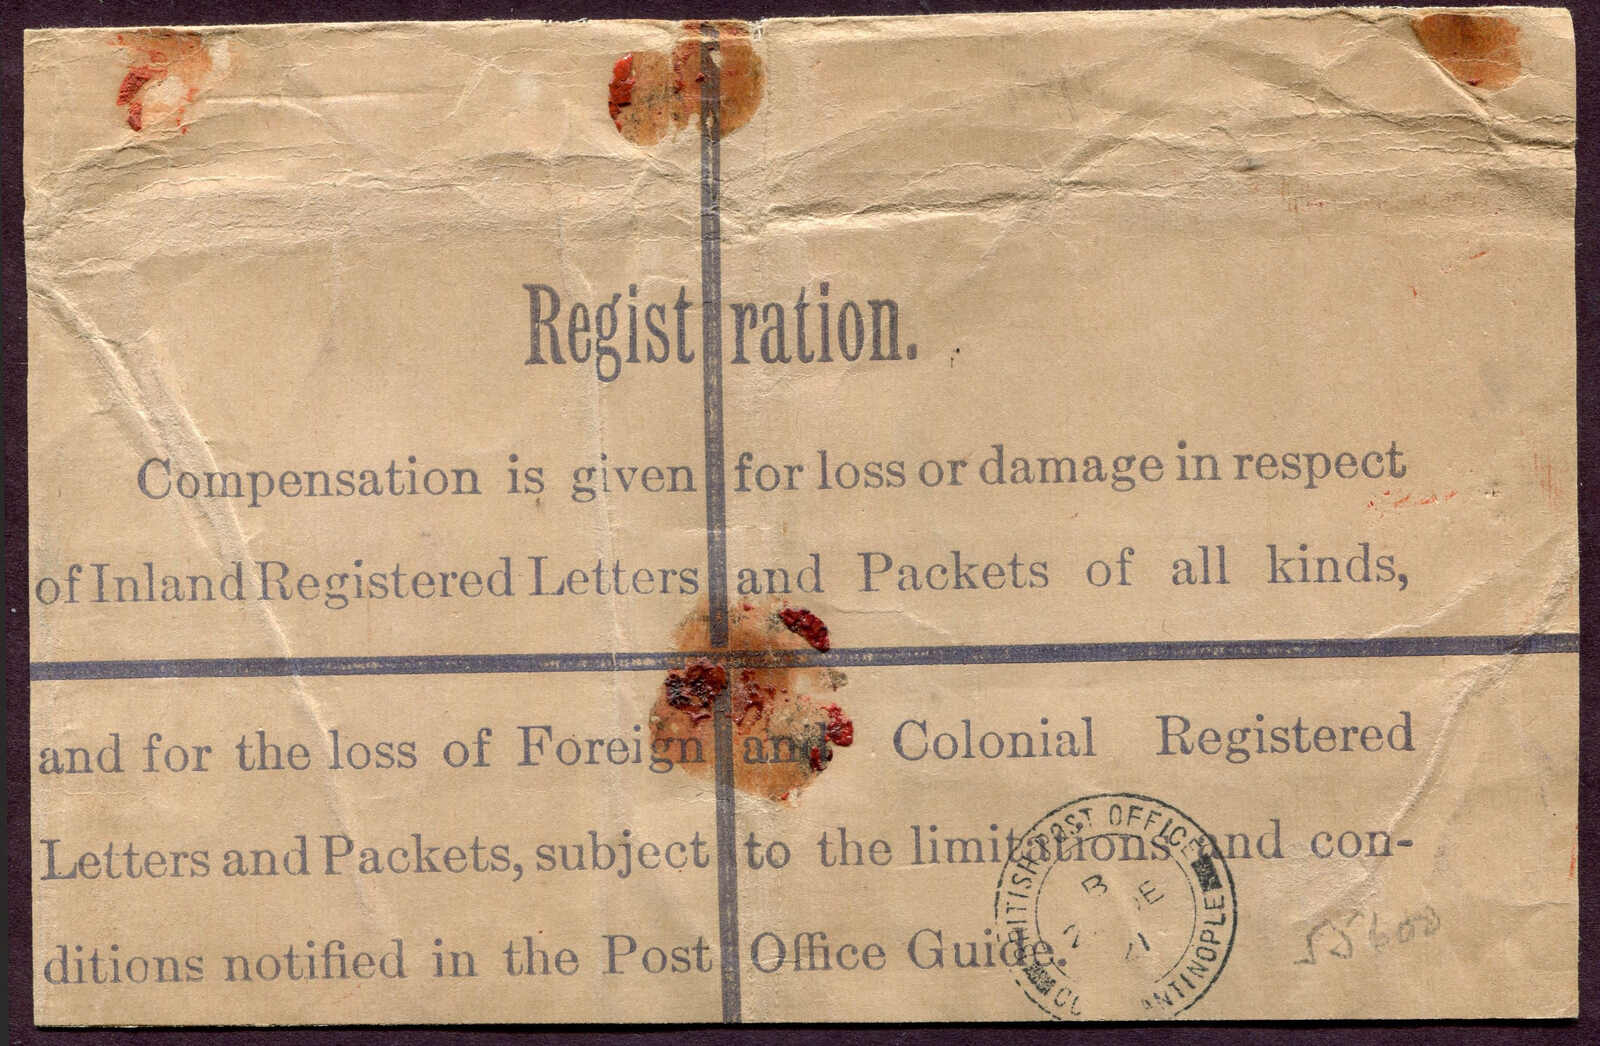 Registration.
Compensation is given for loss or damage in respect
of Inland Registered Letters and Packets of all kinds,
and for the loss of Foreign and Colonial Registered
Letters and Packets, subject to the limitations and con-
ditions notified in the Post Office Guide.
BRITISH POST OFFICE
B
CONSTANTINOPLE
55600